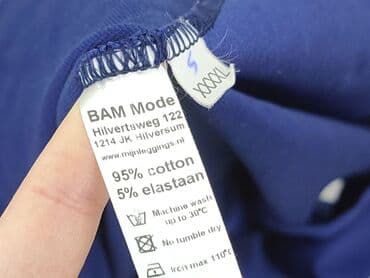 BAM Mode
Hilvertsweg 122
1214 JK Hilversum
www.mijnleggings.nl
95% cotton
5% elastaan
Machine wash
up to 30°C
No tumble dry
Iron max 110°C
XXXXL
S